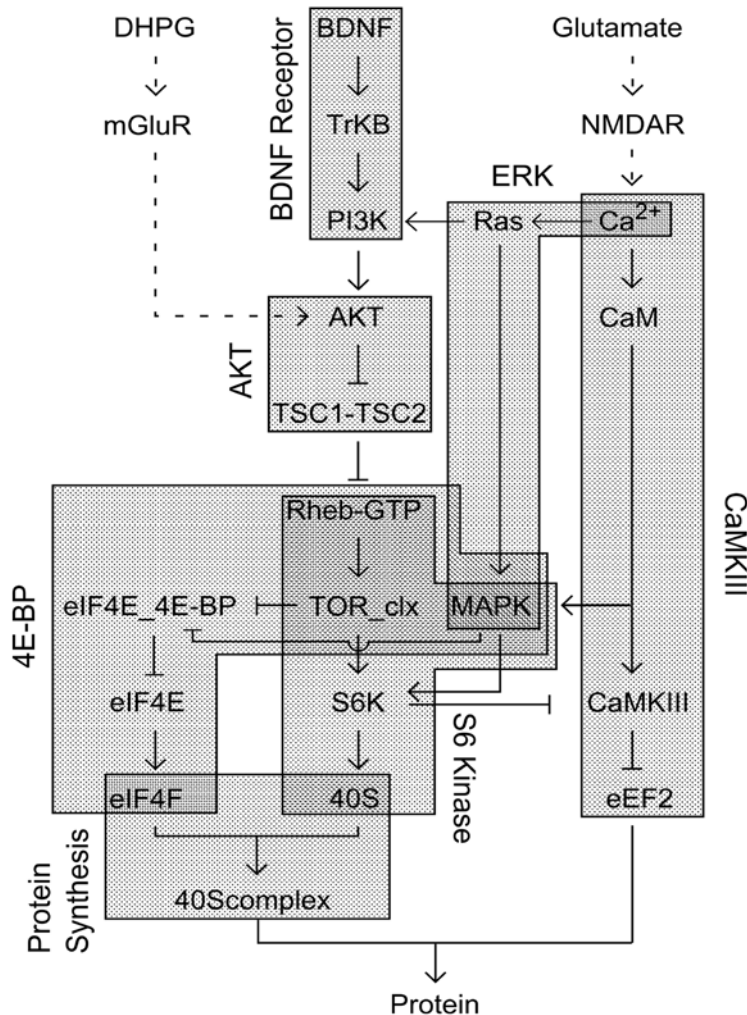 DHPG
BDNF
Glutamate
mGluR
BDNF Receptor
TrKB
NMDAR
ERK
PI3K
Ras
Ca2+
AKT
AKT
CaM
TSC1-TSC2
CaMKIII
Rheb-GTP
4E-BP
eIF4E_4E-BP
TOR_clx
MAPK
eIF4E
S6K
S6 Kinase
CaMKIII
eIF4F
40S
eEF2
Protein
Synthesis
40Scomplex
Protein